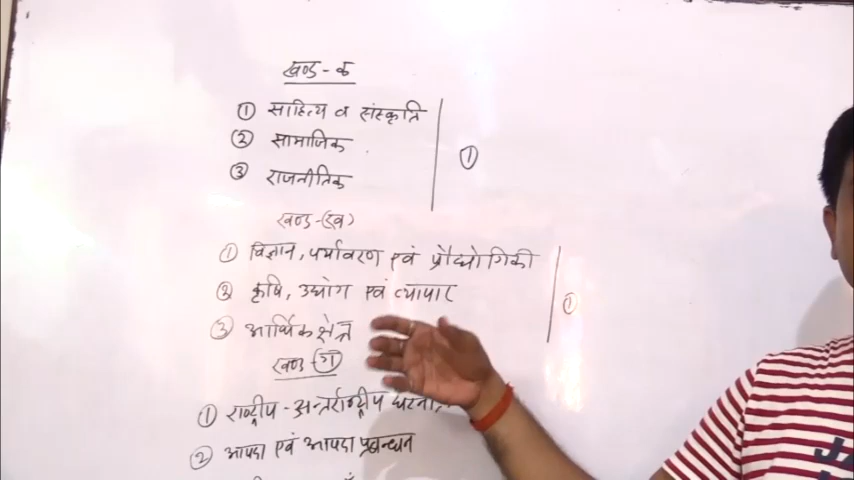 खण्ड-क
① साहित्य व संस्कृति
② सामाजिक
①
③ राजनीतिक
खण्ड-(ख)
① विज्ञान, पर्यावरण एवं प्रौद्योगिकी
② कृषि, उद्योग एवं व्यापार
①
③ आर्थिक क्षेत्र
खण्ड-ग
① राष्ट्रीय-अन्तर्राष्ट्रीय
② आपदा एवं आपदा प्रबन्धन